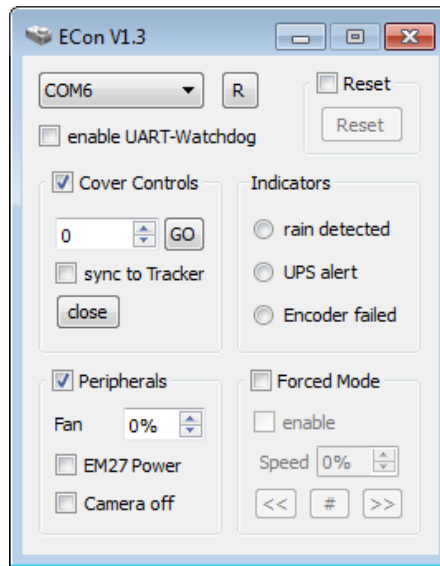 ECon V1.3
COM6
R
Reset
Reset
enable UART-Watchdog
Cover Controls
0
GO
sync to Tracker
close
Indicators
rain detected
UPS alert
Encoder failed
Peripherals
Fan 0%
EM27 Power
Camera off
Forced Mode
enable
Speed 0%
<< # >>